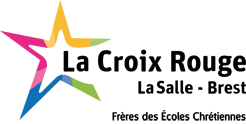 La Croix Rouge
La Salle - Brest
Frères des Écoles Chrétiennes